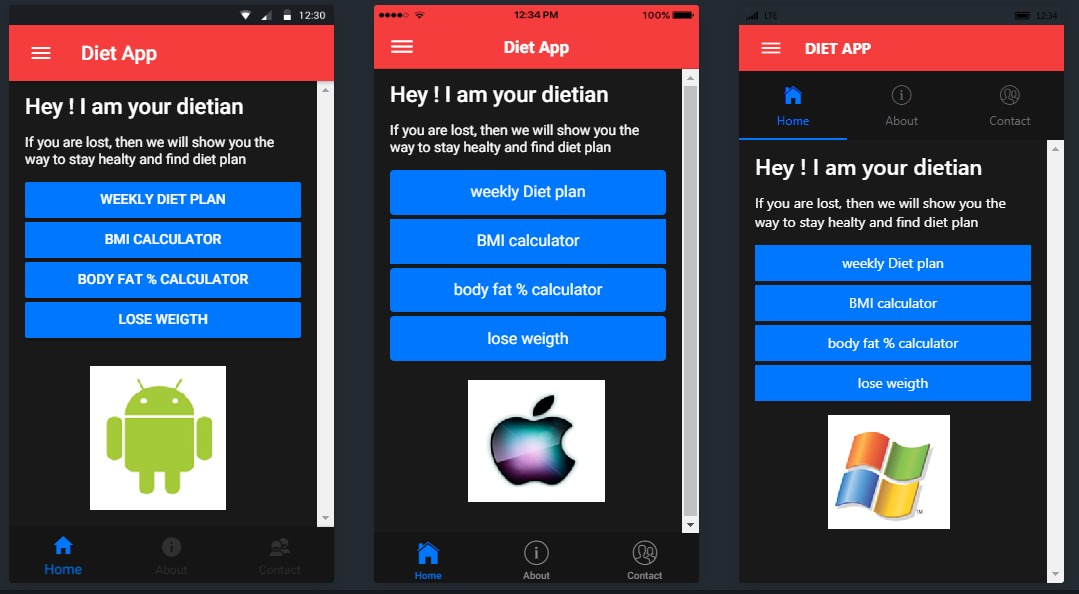 12:30
Diet App
Hey ! I am your dietian
If you are lost, then we will show you the
way to stay healty and find diet plan
WEEKLY DIET PLAN
BMI CALCULATOR
BODY FAT % CALCULATOR
LOSE WEIGTH
Home
About
Contact
12:34 PM
100%
Diet App
Hey ! I am your dietian
If you are lost, then we will show you the
way to stay healty and find diet plan
weekly Diet plan
BMI calculator
body fat % calculator
lose weigth
Home
About
Contact
LTE
12:34
DIET APP
Home
About
Contact
Hey ! I am your dietian
If you are lost, then we will show you the
way to stay healty and find diet plan
weekly Diet plan
BMI calculator
body fat % calculator
lose weigth
TM